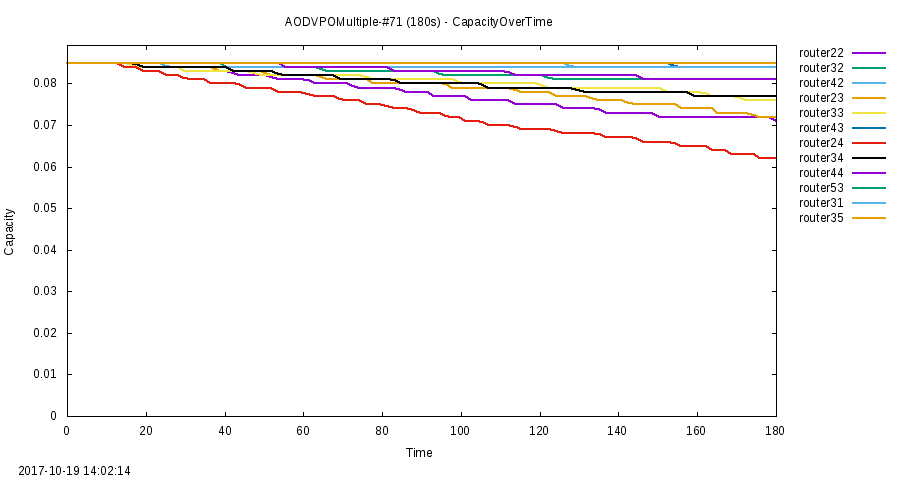 AODVPOMultiple-#71 (180s) - CapacityOverTime
router22
router32
router42
router23
router33
router43
router24
router34
router44
router53
router31
router35
0.08
0.07
0.06
0.05
0.04
0.03
0.02
0.01
0
Capacity
0 20 40 60 80 100 120 140 160 180
Time
2017-10-19 14:02:14